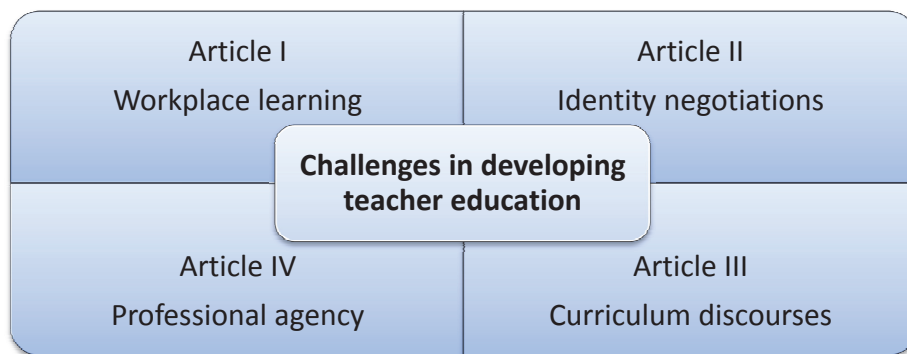 Article I
Workplace learning
Article II
Identity negotiations
Challenges in developing
teacher education
Article IV
Professional agency
Article III
Curriculum discourses